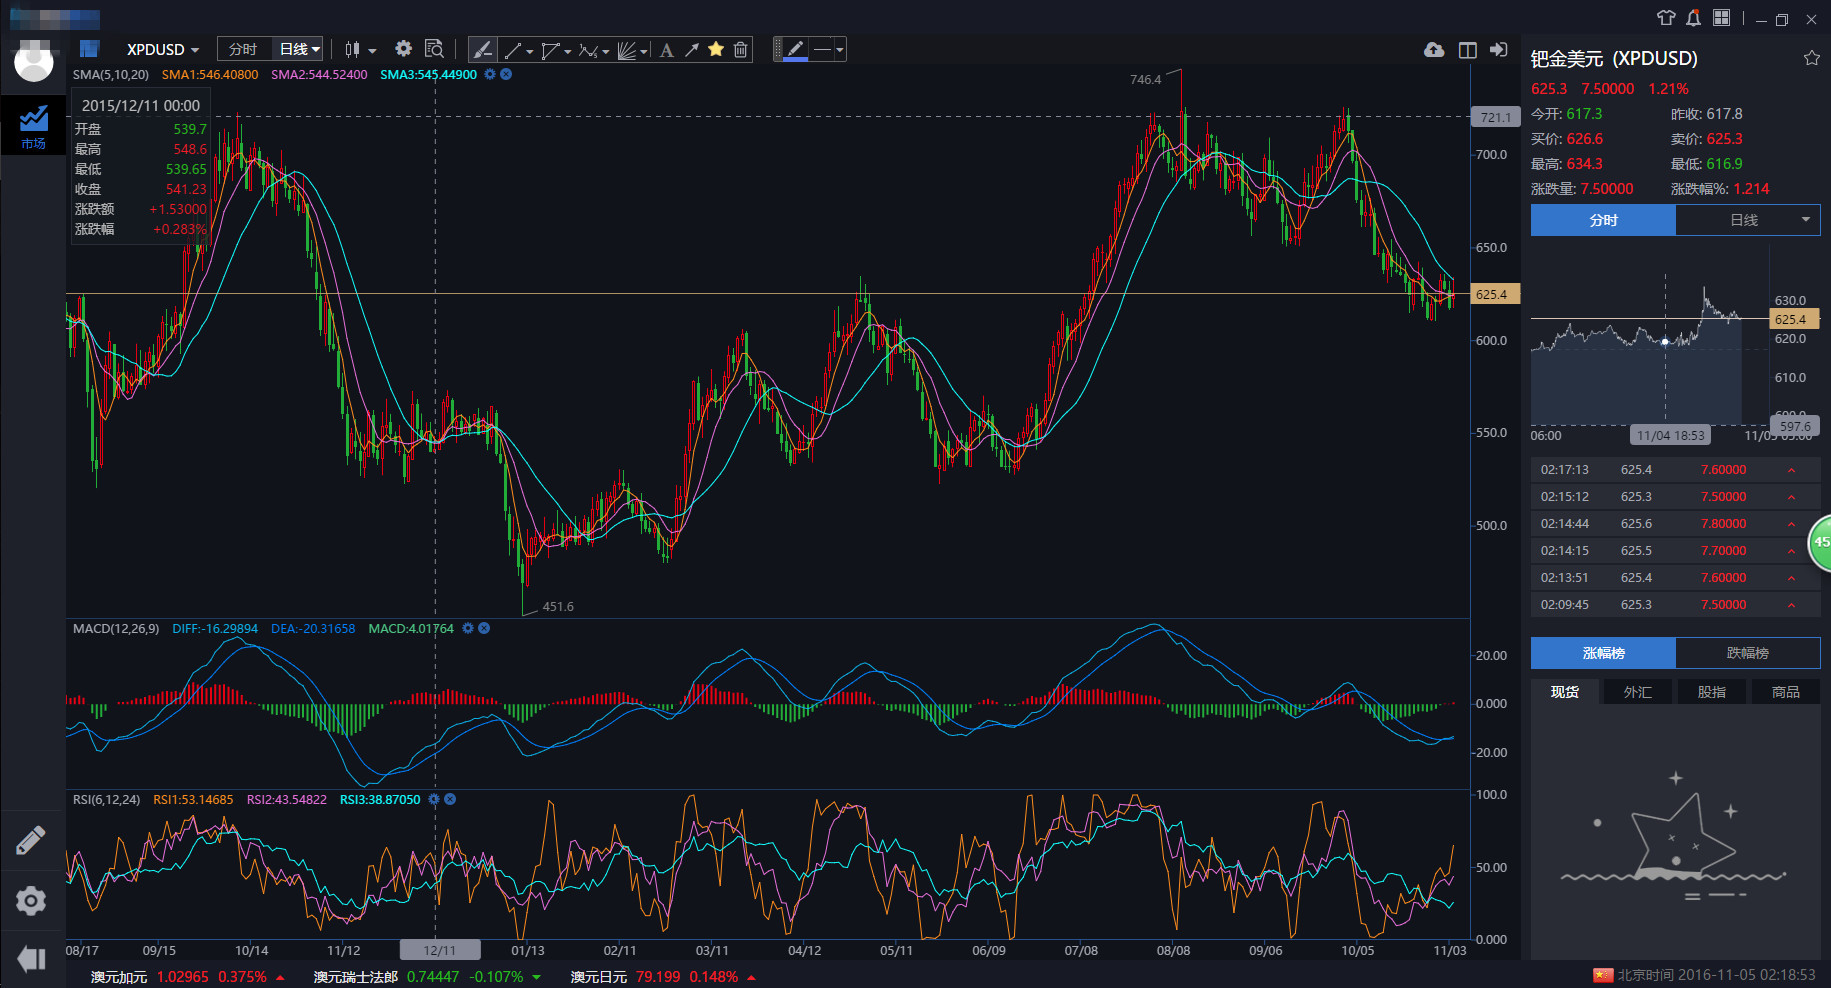 XPDUSD
分时
日线
A
SMA(5,10,20) SMA1:546.40800 SMA2:544.52400 SMA3:545.44900
2015/12/11 00:00
开盘 539.7
最高 548.6
最低 539.65
收盘 541.23
涨跌额 +1.53000
涨跌幅 +0.283%
市场
746.4
451.6
721.1
700.0
650.0
625.4
600.0
550.0
500.0
MACD(12,26,9) DIFF:-16.29894 DEA:-20.31658 MACD:4.01764
20.00
0.000
-20.00
RSI(6,12,24) RSI1:53.14685 RSI2:43.54822 RSI3:38.87050
100.0
50.00
0.000
08/17 09/15 10/14 11/12 12/11 01/13 02/11 03/11 04/12 05/11 06/09 07/08 08/08 09/06 10/05 11/03
澳元加元 1.02965 0.375%
澳元瑞士法郎 0.74447 -0.107%
澳元日元 79.199 0.148%
钯金美元 (XPDUSD)
625.3 7.50000 1.21%
今开: 617.3 昨收: 617.8
买价: 626.6 卖价: 625.3
最高: 634.3 最低: 616.9
涨跌量: 7.50000 涨跌幅%: 1.214
分时 日线
630.0
625.4
620.0
610.0
600.0
597.6
06:00 11/04 18:53
02:17:13 625.4 7.60000
02:15:12 625.3 7.50000
02:14:44 625.6 7.80000
02:14:15 625.5 7.70000
02:13:51 625.4 7.60000
02:09:45 625.3 7.50000
45
涨幅榜 跌幅榜
现货 外汇 股指 商品
北京时间 2016-11-05 02:18:53